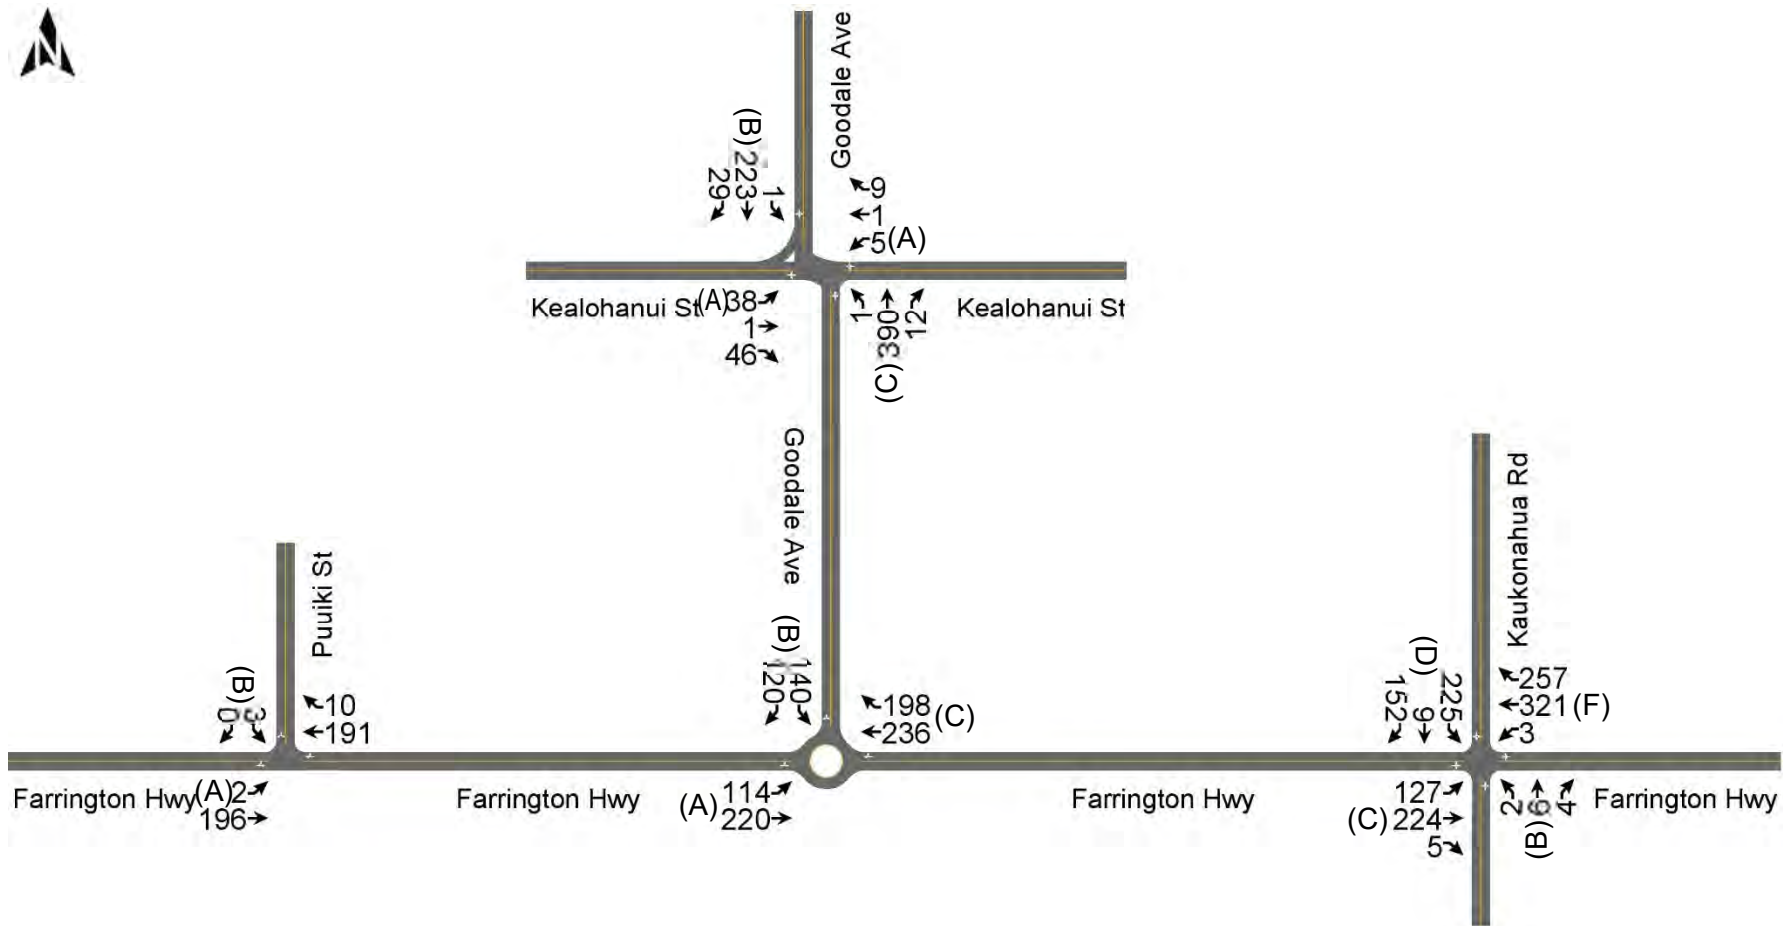 N
Goodale Ave
(B)
29
223
1
9
1
5(A)
Kealohanui St
(A)38
1
46
1
390
12
(C)
Kealohanui St
Goodale Ave
Kaukonahua Rd
Puuiki St
(B)
0
3
10
191
(B)
120
140
198
236
(C)
(D)
152
9
225
257
321(F)
3
Farrington Hwy
(A)2
196
Farrington Hwy
(A)
114
220
Farrington Hwy
127
(C)224
5
2
6
4
(B)
Farrington Hwy